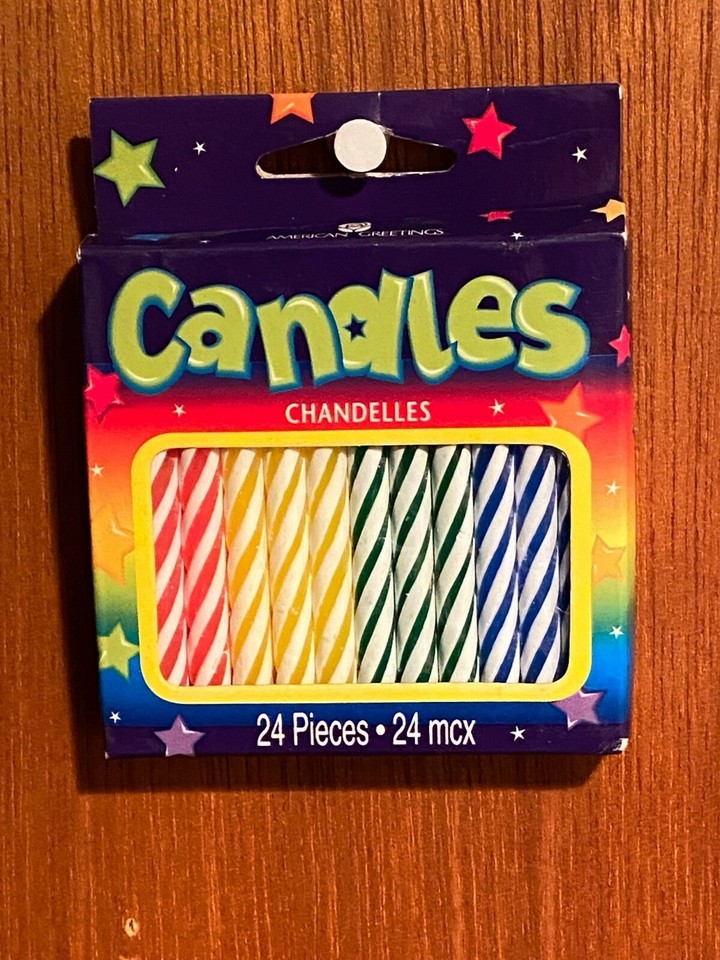 AMERICAN GREETINGS
Candles
CHANDELLES
24 Pieces • 24 mcx